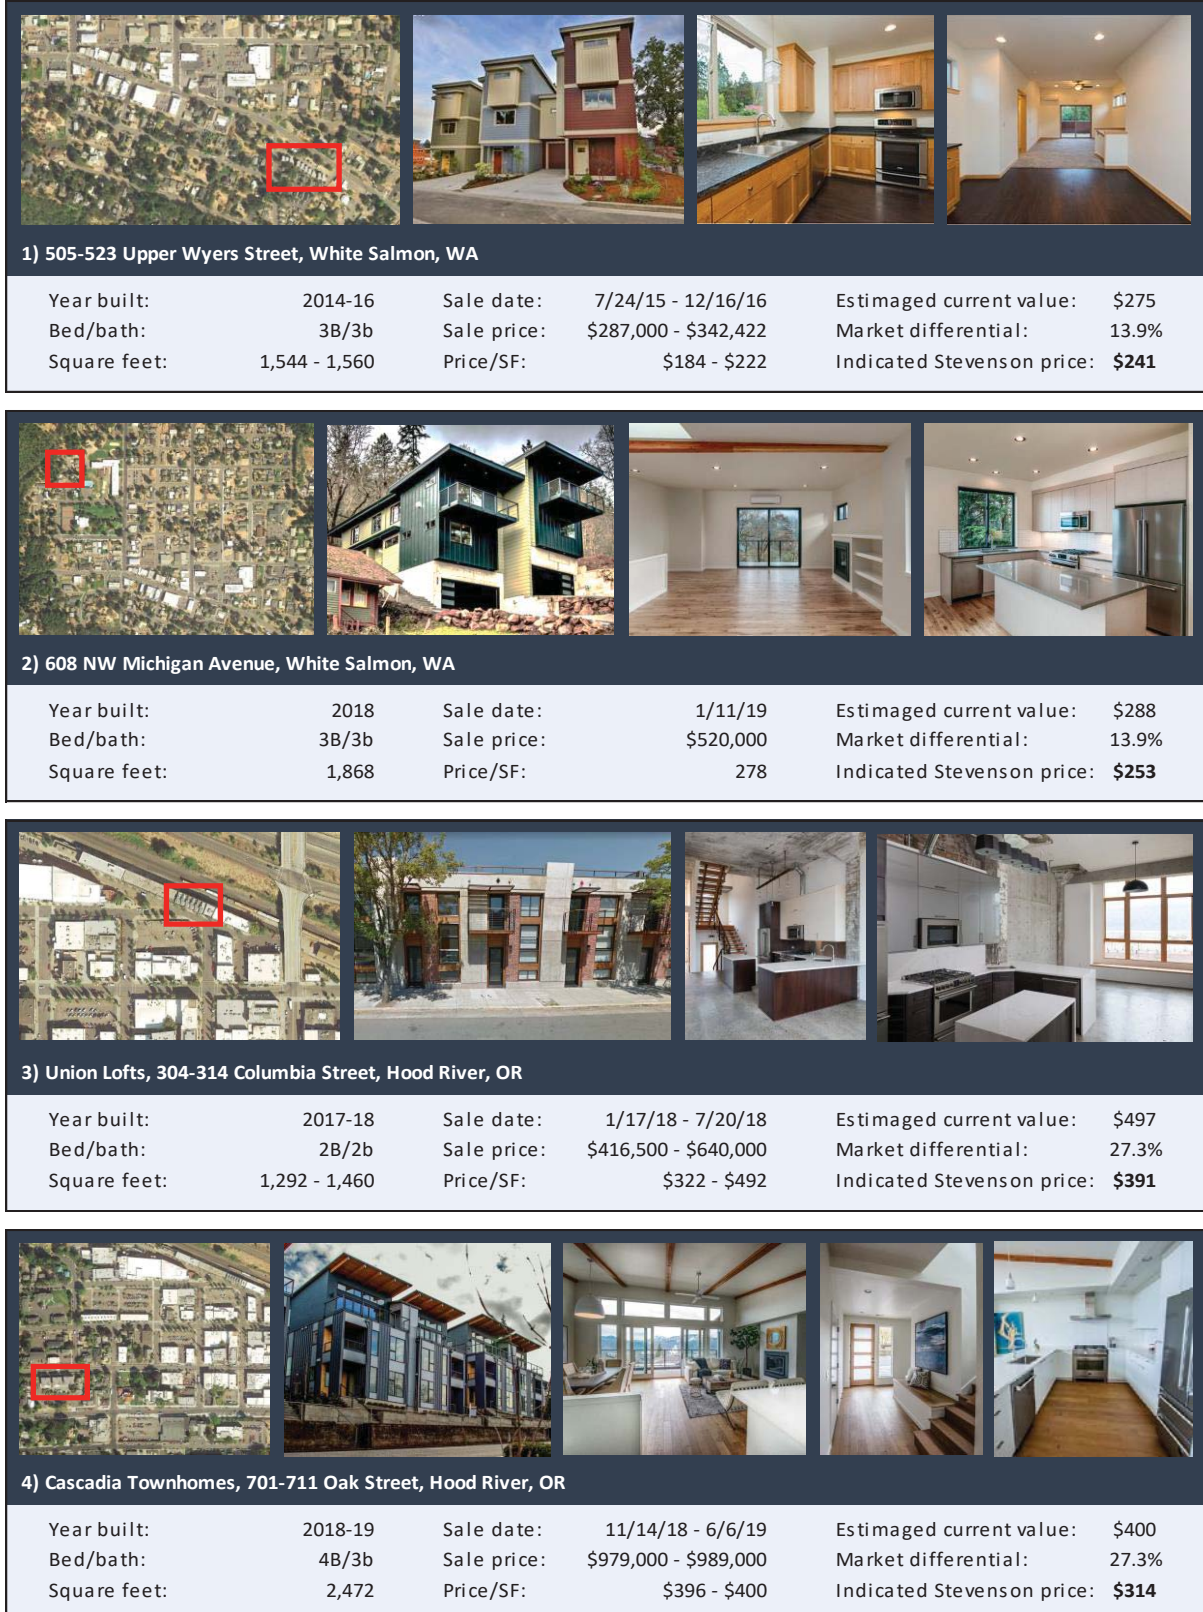 1) 505-523 Upper Wyers Street, White Salmon, WA
Year built: 2014-16 Sale date: 7/24/15 - 12/16/16 Estimaged current value: $275
Bed/bath: 3B/3b Sale price: $287,000 - $342,422 Market differential: 13.9%
Square feet: 1,544 - 1,560 Price/SF: $184 - $222 Indicated Stevenson price: $241
2) 608 NW Michigan Avenue, White Salmon, WA
Year built: 2018 Sale date: 1/11/19 Estimaged current value: $288
Bed/bath: 3B/3b Sale price: $520,000 Market differential: 13.9%
Square feet: 1,868 Price/SF: 278 Indicated Stevenson price: $253
3) Union Lofts, 304-314 Columbia Street, Hood River, OR
Year built: 2017-18 Sale date: 1/17/18 - 7/20/18 Estimaged current value: $497
Bed/bath: 2B/2b Sale price: $416,500 - $640,000 Market differential: 27.3%
Square feet: 1,292 - 1,460 Price/SF: $322 - $492 Indicated Stevenson price: $391
4) Cascadia Townhomes, 701-711 Oak Street, Hood River, OR
Year built: 2018-19 Sale date: 11/14/18 - 6/6/19 Estimaged current value: $400
Bed/bath: 4B/3b Sale price: $979,000 - $989,000 Market differential: 27.3%
Square feet: 2,472 Price/SF: $396 - $400 Indicated Stevenson price: $314